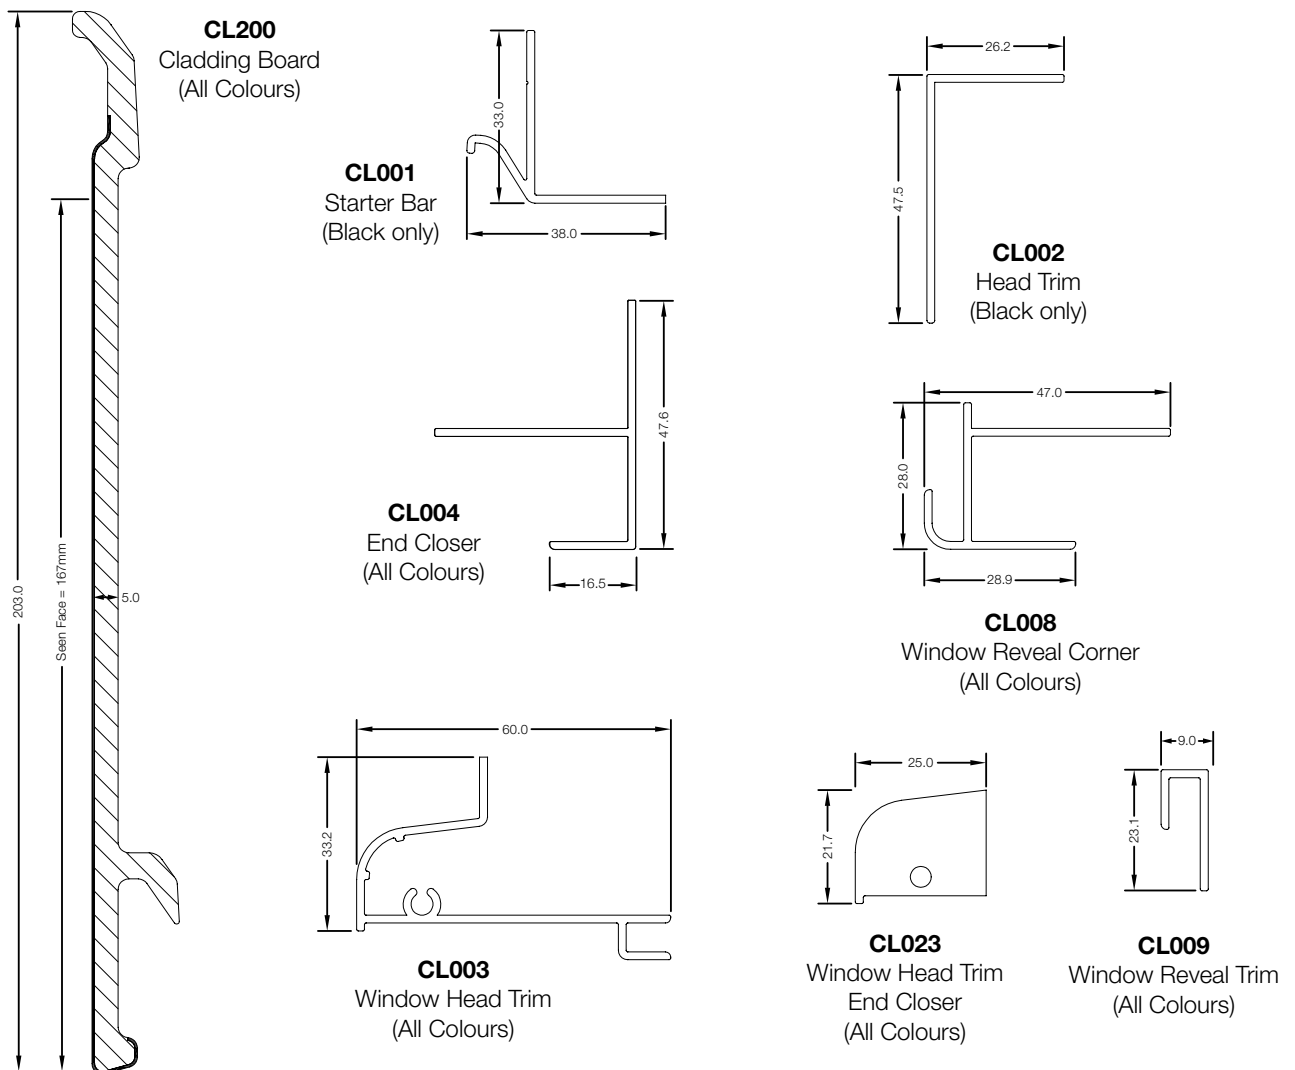 CL200
Cladding Board
(All Colours)
203.0
Seen Face = 167mm
5.0
33.0
38.0
CL001
Starter Bar
(Black only)
26.2
47.5
CL002
Head Trim
(Black only)
47.6
16.5
CL004
End Closer
(All Colours)
47.0
28.0
28.9
CL008
Window Reveal Corner
(All Colours)
60.0
33.2
CL003
Window Head Trim
(All Colours)
25.0
21.7
CL023
Window Head Trim
End Closer
(All Colours)
9.0
23.1
CL009
Window Reveal Trim
(All Colours)